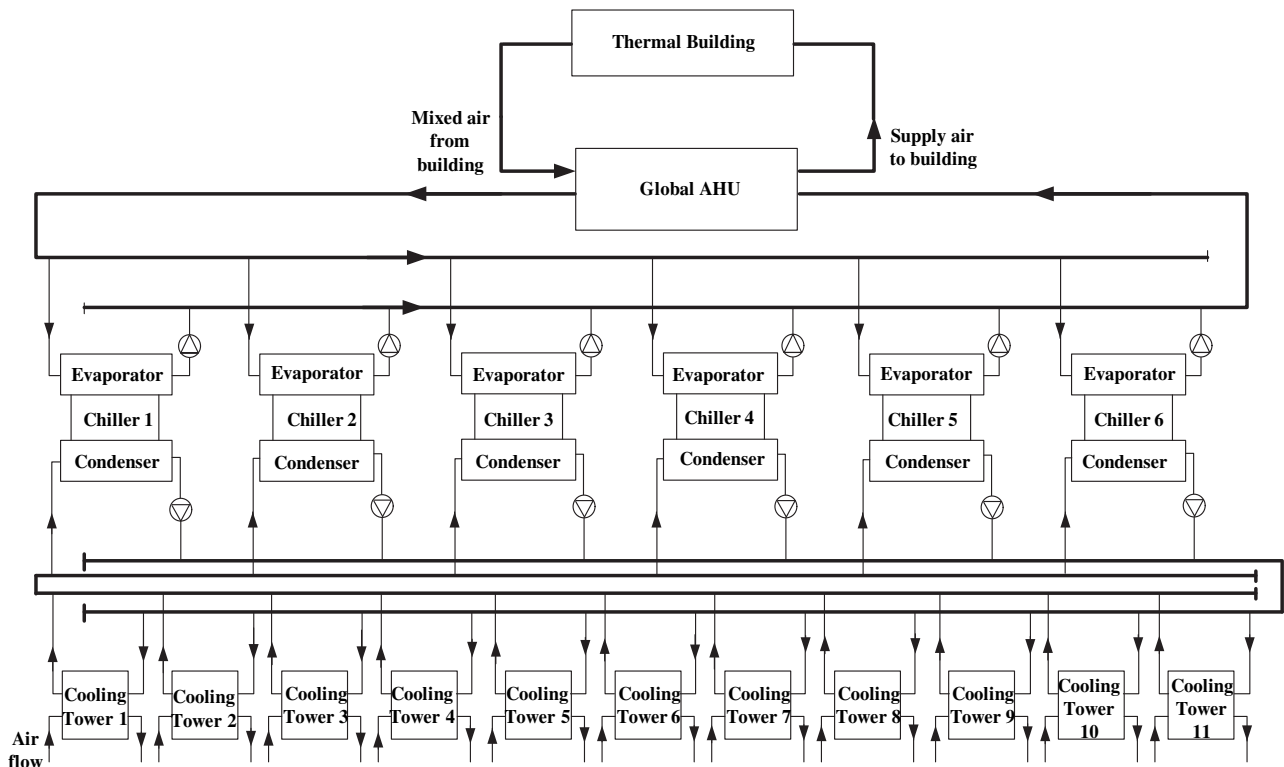 Thermal Building
Mixed air
from
building
Supply air
to building
Global AHU
Evaporator
Evaporator
Evaporator
Evaporator
Evaporator
Evaporator
Chiller 1
Chiller 2
Chiller 3
Chiller 4
Chiller 5
Chiller 6
Condenser
Condenser
Condenser
Condenser
Condenser
Condenser
Cooling
Tower 1
Cooling
Tower 2
Cooling
Tower 3
Cooling
Tower 4
Cooling
Tower 5
Cooling
Tower 6
Cooling
Tower 7
Cooling
Tower 8
Cooling
Tower 9
Cooling
Tower
10
Cooling
Tower
11
Air
flow